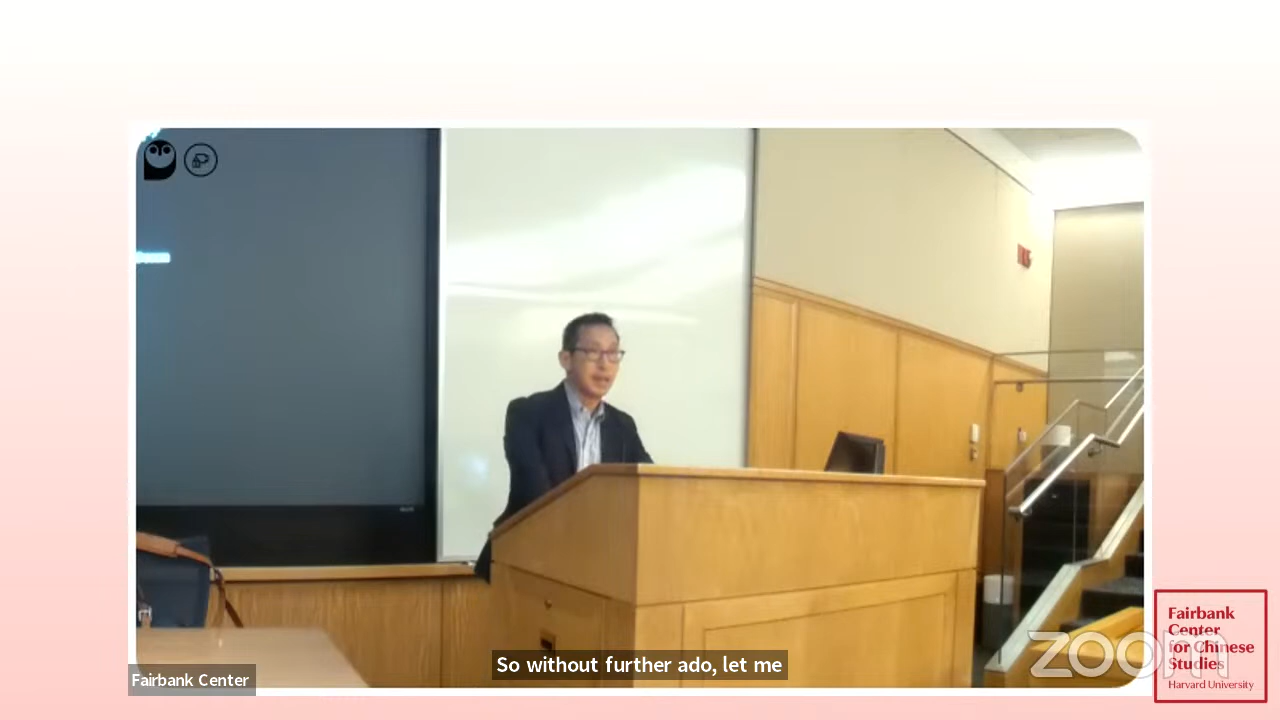 So without further ado, let me
Fairbank Center
zoom
Fairbank
Center
for Chinese
Studies
Harvard University